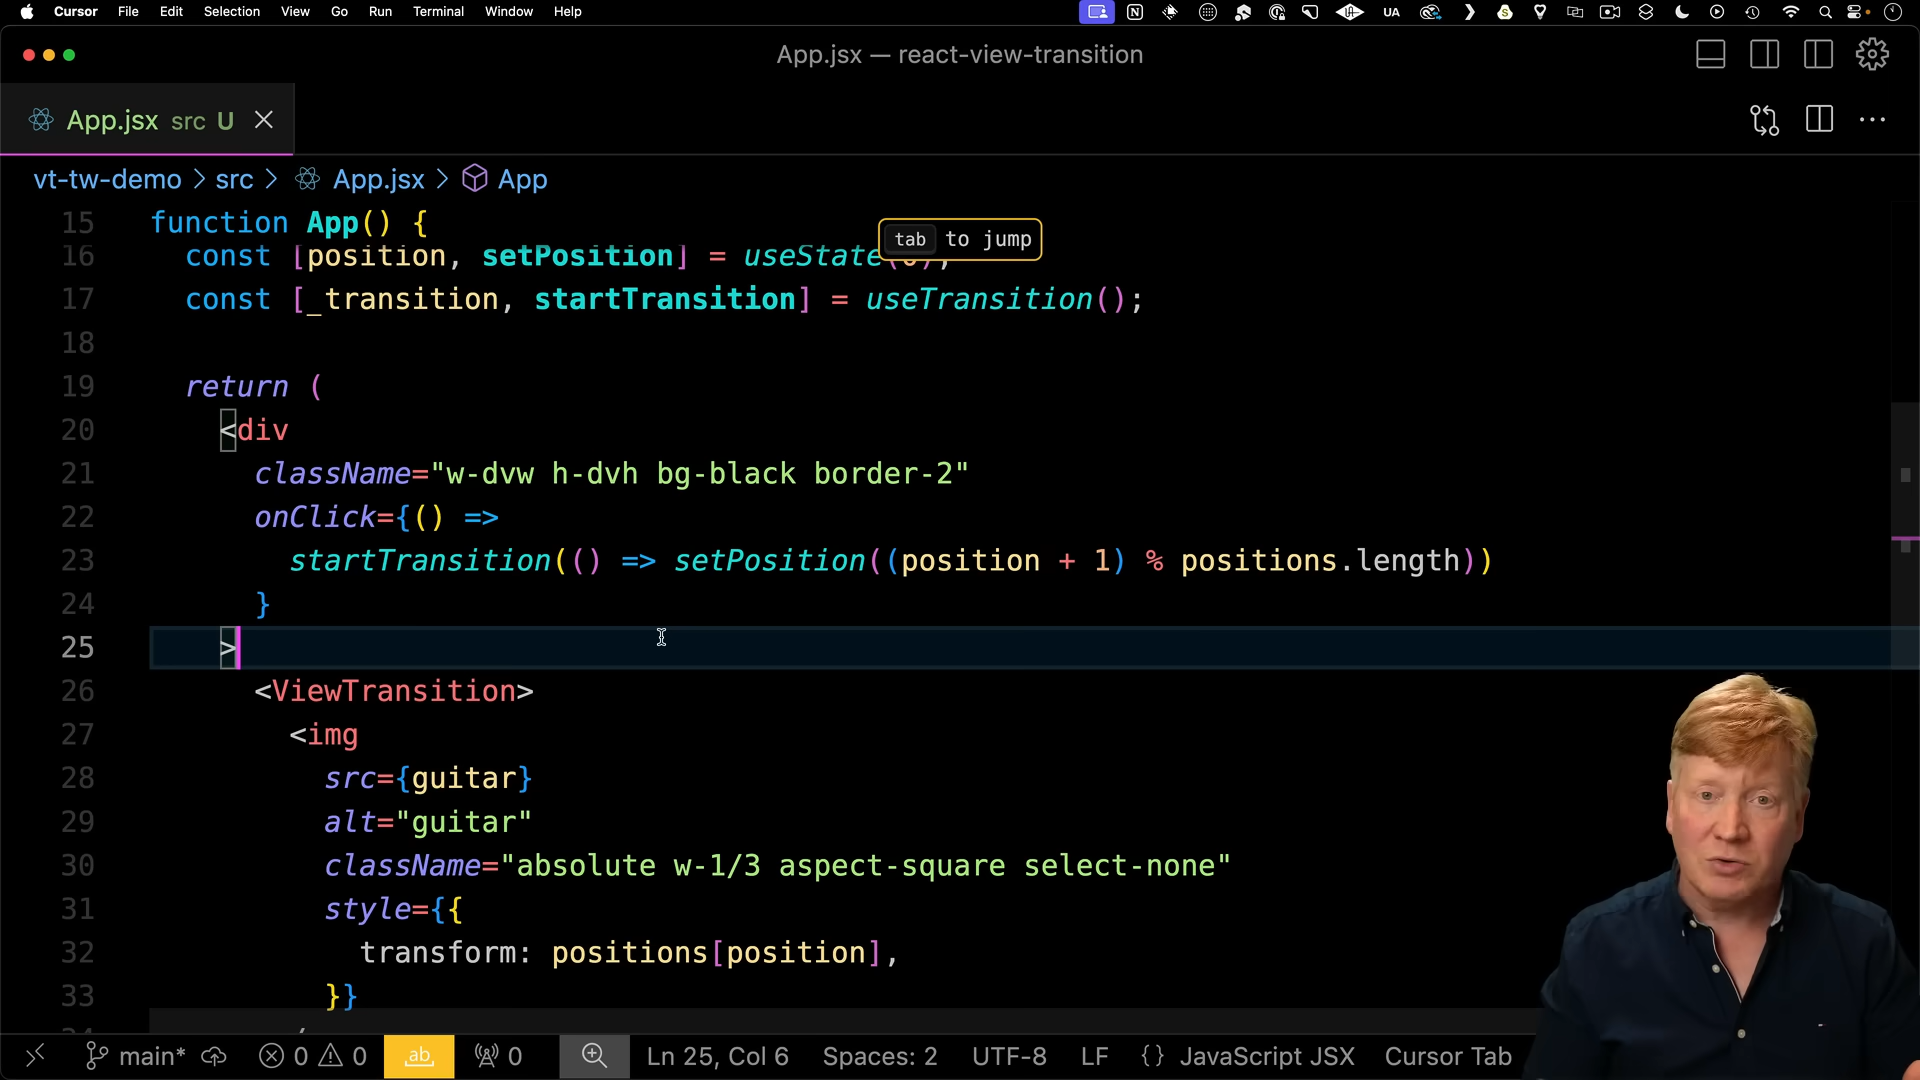 Cursor File Edit Selection View Go Run Terminal Window Help UA
App.jsx — react-view-transition
App.jsx src U
vt-tw-demo > src > App.jsx > App
15 function App() {
tab to jump
16 const [position, setPosition] = useState(0);
17 const [_transition, startTransition] = useTransition();
18
19 return (
20 <div
21 className="w-dvw h-dvh bg-black border-2"
22 onClick={() =>
23 startTransition(() => setPosition((position + 1) % positions.length))
24 }
25 >
26 <ViewTransition>
27 <img
28 src={guitar}
29 alt="guitar"
30 className="absolute w-1/3 aspect-square select-none"
31 style={{
32 transform: positions[position],
33 }}
main* 0 0 ab 0 Ln 25, Col 6 Spaces: 2 UTF-8 LF {} JavaScript JSX Cursor Tab